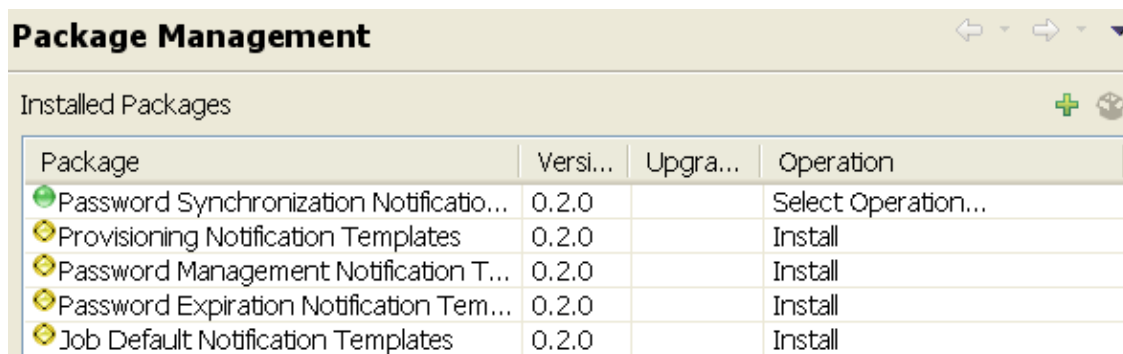 Package Management
Installed Packages
Package Versi... Upgra... Operation
Password Synchronization Notificatio... 0.2.0 Select Operation...
Provisioning Notification Templates 0.2.0 Install
Password Management Notification T... 0.2.0 Install
Password Expiration Notification Tem... 0.2.0 Install
Job Default Notification Templates 0.2.0 Install